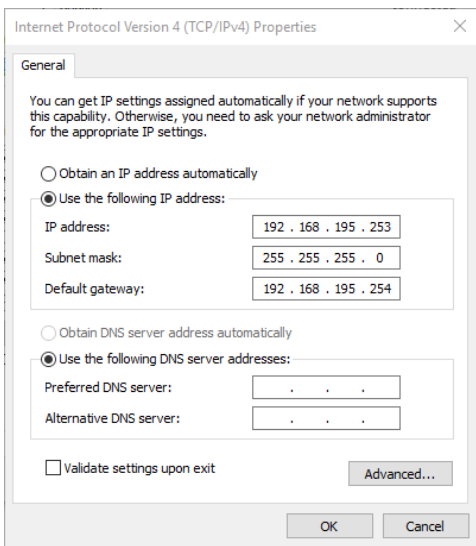 Internet Protocol Version 4 (TCP/IPv4) Properties
General
You can get IP settings assigned automatically if your network supports
this capability. Otherwise, you need to ask your network administrator
for the appropriate IP settings.
Obtain an IP address automatically
Use the following IP address:
IP address: 192 . 168 . 195 . 253
Subnet mask: 255 . 255 . 255 . 0
Default gateway: 192 . 168 . 195 . 254
Obtain DNS server address automatically
Use the following DNS server addresses:
Preferred DNS server: . . .
Alternative DNS server: . . .
Validate settings upon exit
Advanced...
OK Cancel